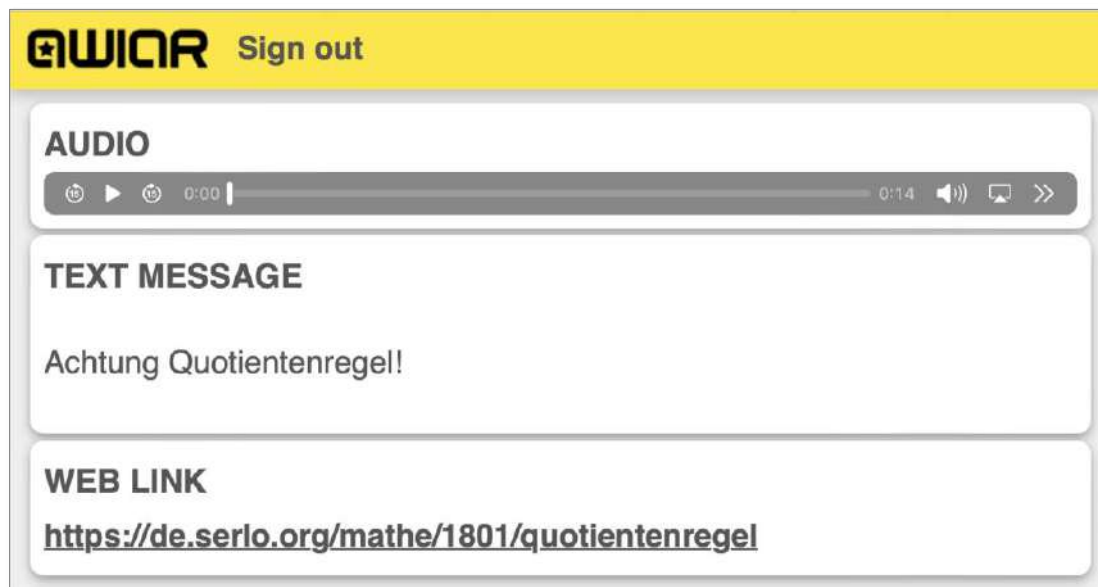 QWIQR Sign out
AUDIO
0:00 0:14
TEXT MESSAGE
Achtung Quotientenregel!
WEB LINK
https://de.serlo.org/mathe/1801/quotientenregel